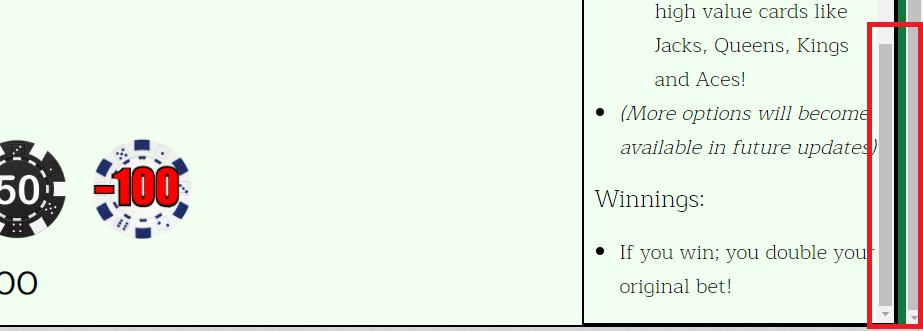 high value cards like
Jacks, Queens, Kings
and Aces!
(More options will become
available in future updates)
50
-100
Winnings:
If you win; you double your
original bet!
00